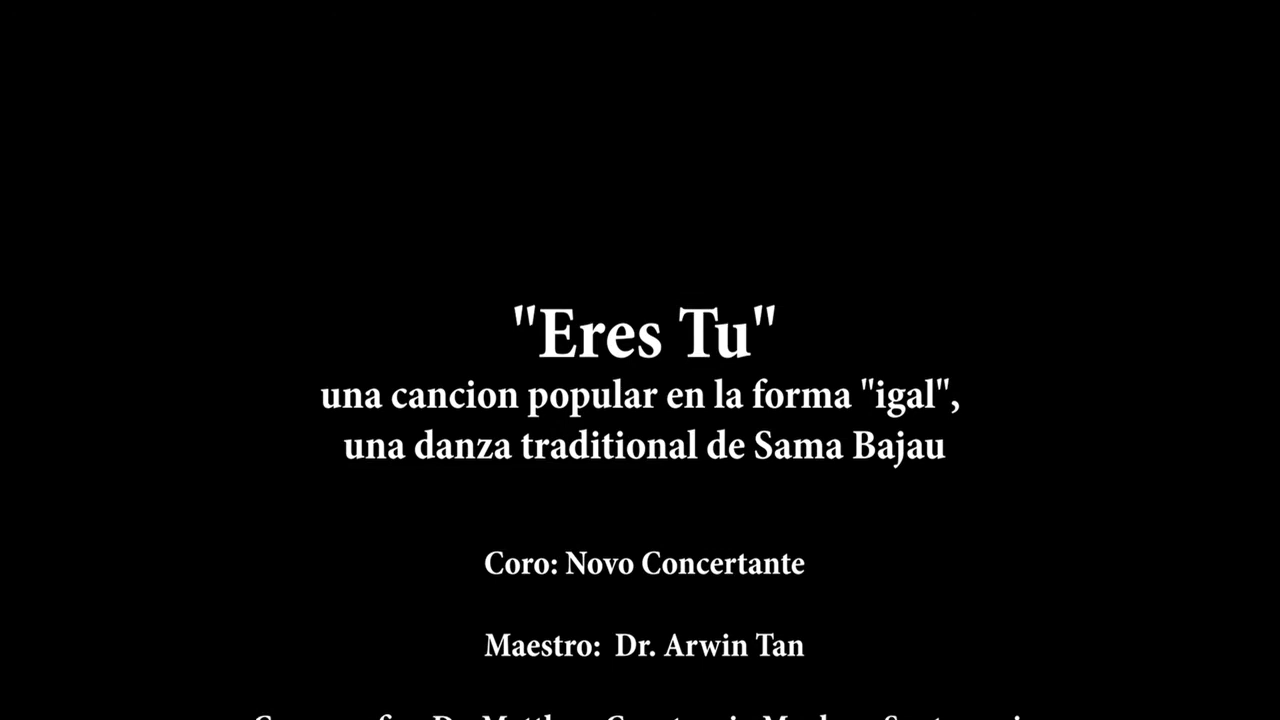 "Eres Tu"
una cancion popular en la forma "igal",
una danza traditional de Sama Bajau
Coro: Novo Concertante
Maestro: Dr. Arwin Tan